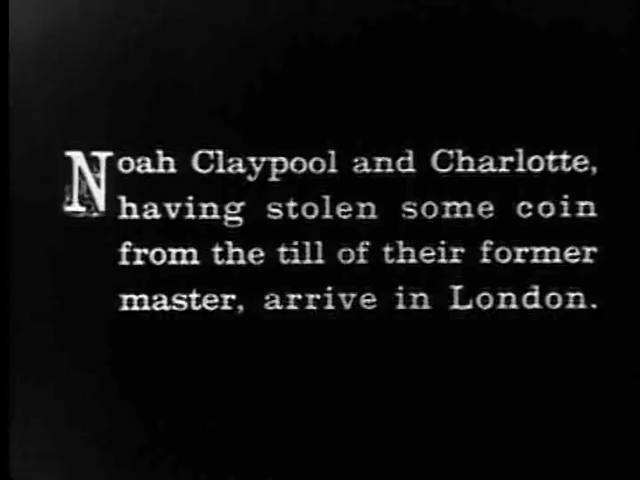 Noah Claypool and Charlotte,
having stolen some coin
from the till of their former
master, arrive in London.